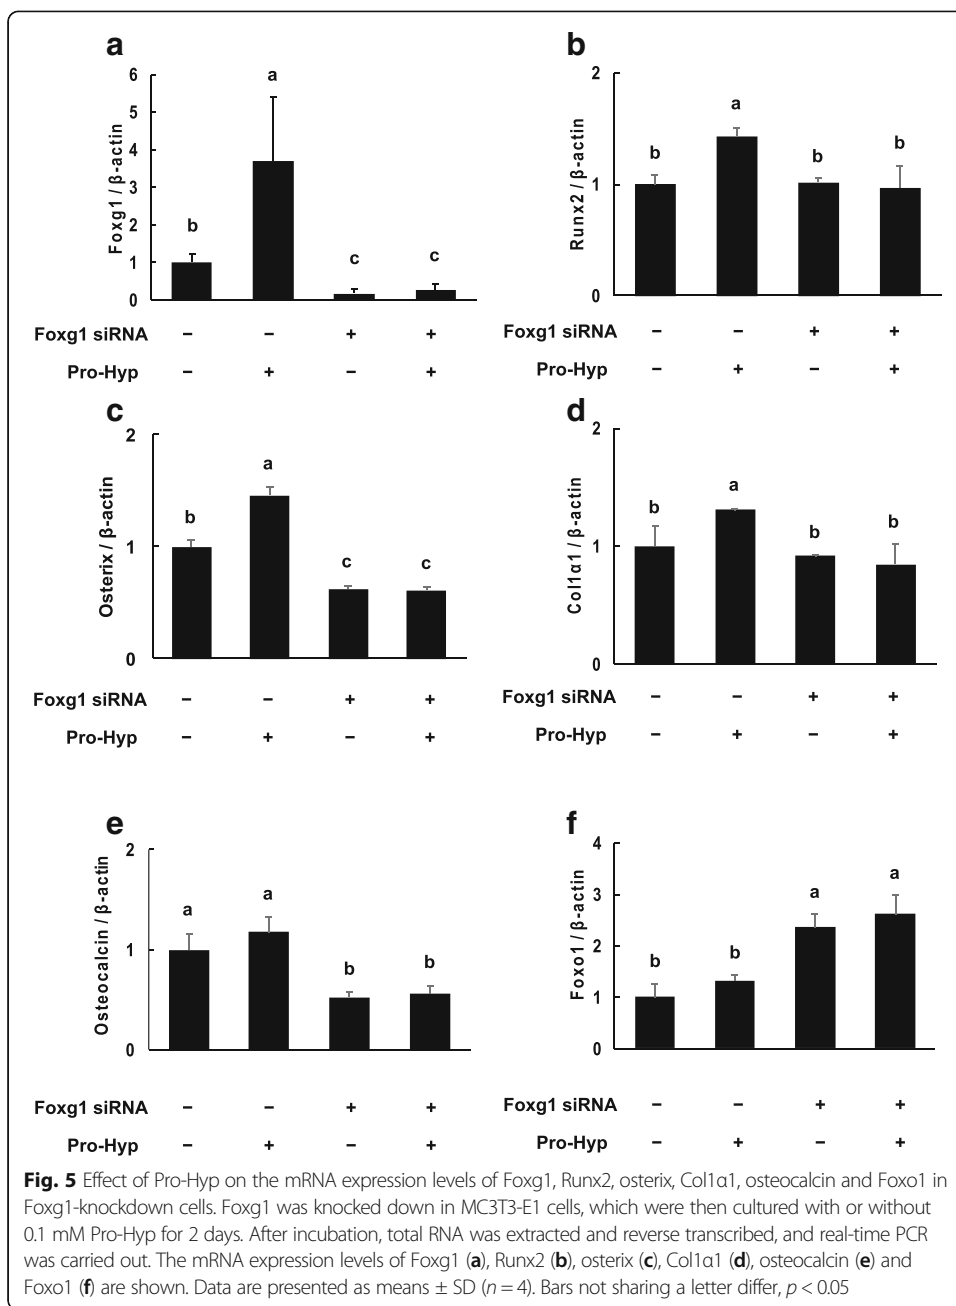 a
Foxg1 / β-actin
6
5
4
3
2
1
0
b
a
c
c
Foxg1 siRNA − − + +
Pro-Hyp − + − +
b
Runx2 / β-actin
2
1
0
b
a
b
b
Foxg1 siRNA − − + +
Pro-Hyp − + − +
c
Osterix / β-actin
2
1
0
b
a
c
c
Foxg1 siRNA − − + +
Pro-Hyp − + − +
d
Col1α1 / β-actin
2
1
0
b
a
b
b
Foxg1 siRNA − − + +
Pro-Hyp − + − +
e
Osteocalcin / β-actin
2
1
0
a
a
b
b
Foxg1 siRNA − − + +
Pro-Hyp − + − +
f
Foxo1 / β-actin
4
3
2
1
0
b
b
a
a
Foxg1 siRNA − − + +
Pro-Hyp − + − +
Fig. 5 Effect of Pro-Hyp on the mRNA expression levels of Foxg1, Runx2, osterix, Col1α1, osteocalcin and Foxo1 in
Foxg1-knockdown cells. Foxg1 was knocked down in MC3T3-E1 cells, which were then cultured with or without
0.1 mM Pro-Hyp for 2 days. After incubation, total RNA was extracted and reverse transcribed, and real-time PCR
was carried out. The mRNA expression levels of Foxg1 (a), Runx2 (b), osterix (c), Col1α1 (d), osteocalcin (e) and
Foxo1 (f) are shown. Data are presented as means ± SD (n = 4). Bars not sharing a letter differ, p < 0.05